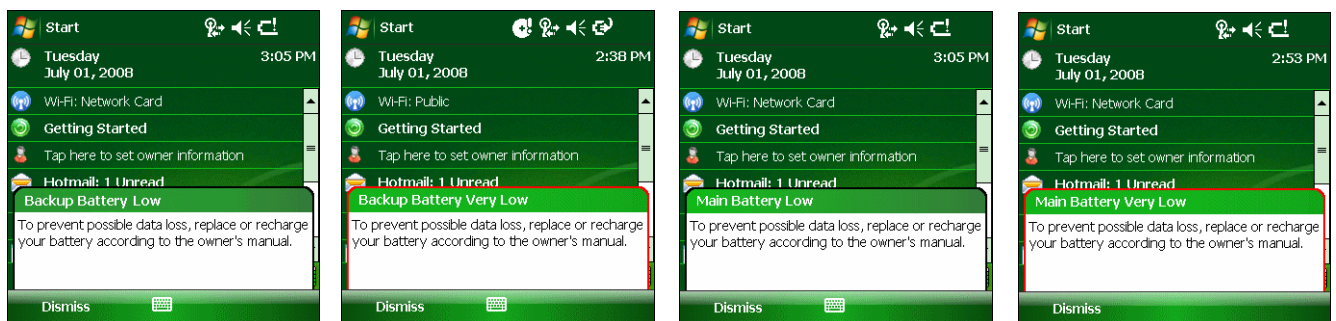 Start
Tuesday 3:05 PM
July 01, 2008
Wi-Fi: Network Card
Getting Started
Tap here to set owner information
Hotmail: 1 Unread
Backup Battery Low
To prevent possible data loss, replace or recharge
your battery according to the owner's manual.
Dismiss
Start
Tuesday 2:38 PM
July 01, 2008
Wi-Fi: Public
Getting Started
Tap here to set owner information
Hotmail: 1 Unread
Backup Battery Very Low
To prevent possible data loss, replace or recharge
your battery according to the owner's manual.
Dismiss
Start
Tuesday 3:05 PM
July 01, 2008
Wi-Fi: Network Card
Getting Started
Tap here to set owner information
Hotmail: 1 Unread
Main Battery Low
To prevent possible data loss, replace or recharge
your battery according to the owner's manual.
Dismiss
Start
Tuesday 2:53 PM
July 01, 2008
Wi-Fi: Network Card
Getting Started
Tap here to set owner information
Hotmail: 1 Unread
Main Battery Very Low
To prevent possible data loss, replace or recharge
your battery according to the owner's manual.
Dismiss